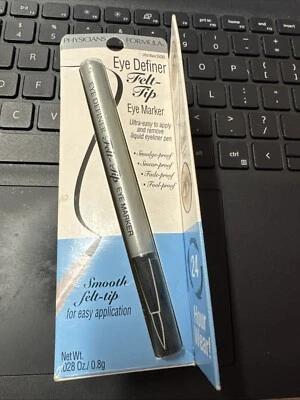 PHYSICIANS FORMULA
Eye Definer
Felt-
Tip
Eye Marker
Ultra-easy to apply
and remove
liquid eyeliner pen
• Smudge-proof
• Smear-proof
• Fade-proof
• Fool-proof
EYE DEFINER Felt-Tip EYE MARKER
Smooth
felt-tip
for easy application
Net Wt.
.028 Oz./0.8g
24
Hour
Wear!